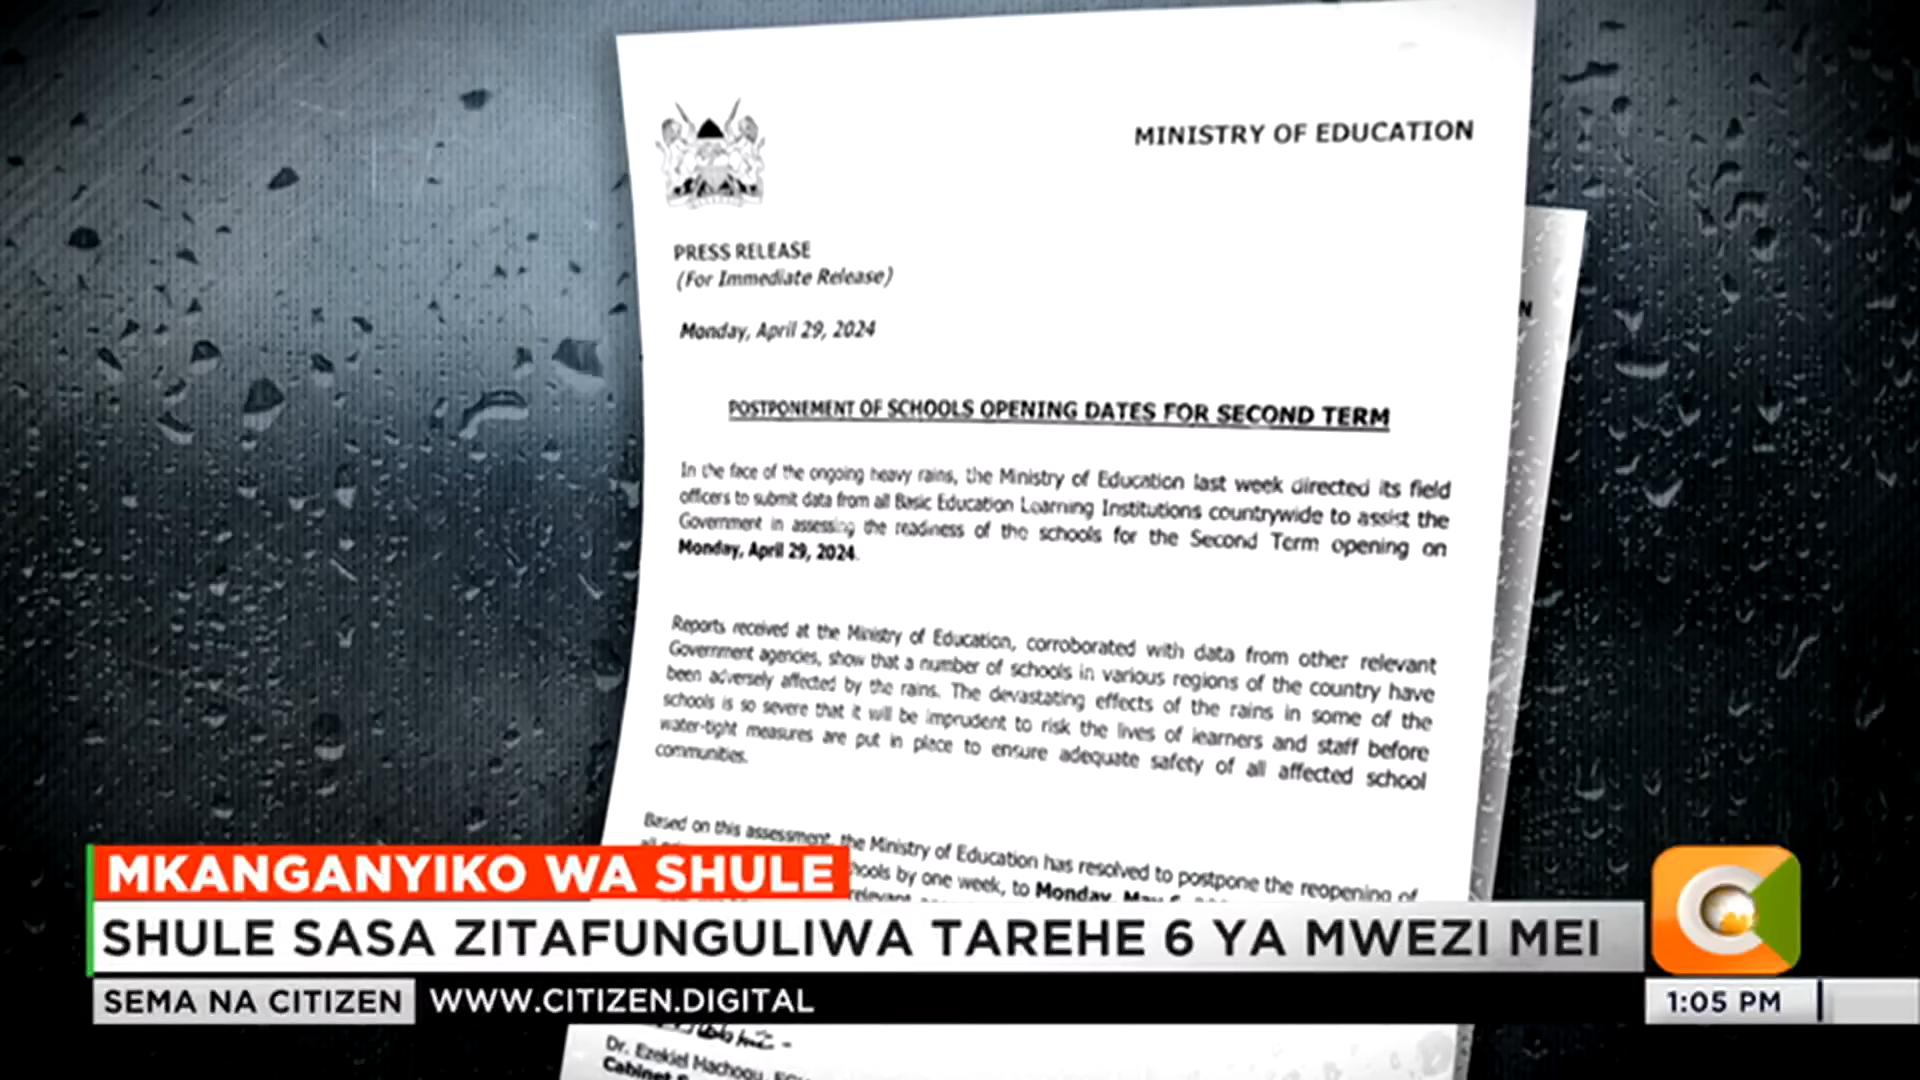 MINISTRY OF EDUCATION
PRESS RELEASE
(For Immediate Release)
Monday, April 29, 2024
POSTPONEMENT OF SCHOOLS OPENING DATES FOR SECOND TERM
In the face of the ongoing heavy rains, the Ministry of Education last week directed its field
officers to submit data from all Basic Education Learning Institutions countrywide to assist the
Government in assessing the readiness of the schools for the Second Term opening on
Monday, April 29, 2024.
Reports received at the Ministry of Education, corroborated with data from other relevant
Government agencies, show that a number of schools in various regions of the country have
been adversely affected by the rains. The devastating effects of the rains in some of the
schools is so severe that it will be imprudent to risk the lives of learners and staff before
water-tight measures are put in place to ensure adequate safety of all affected school
communities.
Based on this assessment, the Ministry of Education has resolved to postpone the reopening of
by one week, to Monday, May 6,
relevant
MKANGANYIKO WA SHULE
SHULE SASA ZITAFUNGULIWA TAREHE 6 YA MWEZI MEI
SEMA NA CITIZEN WWW.CITIZEN.DIGITAL
1:05 PM
Dr. Ezekiel Machogu,
Cabinet